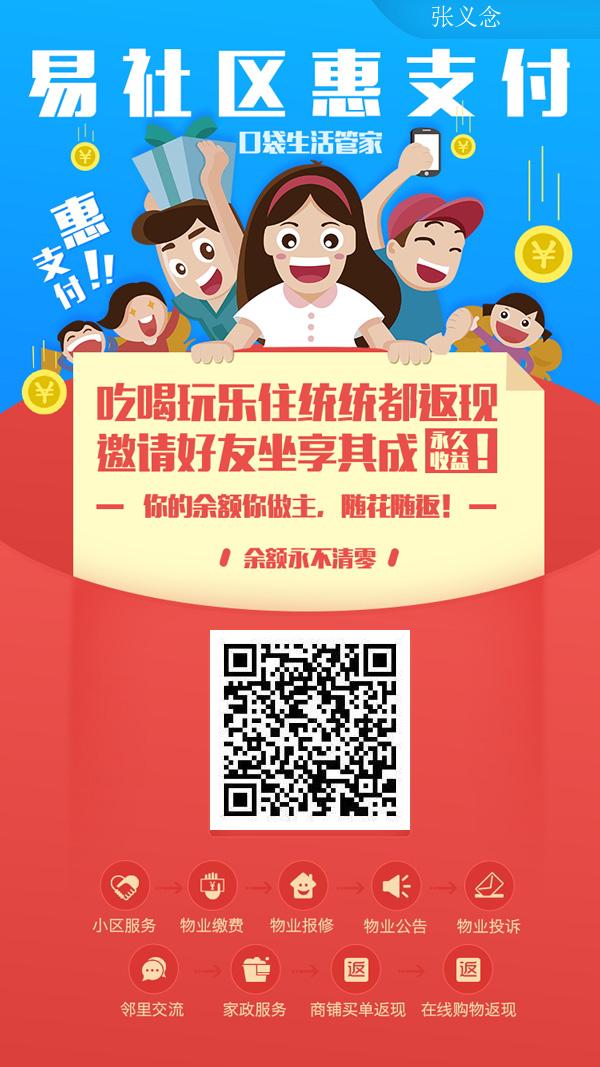 张义念
易社区惠支付
口袋生活管家
惠
支付!!
吃喝玩乐住统统都返现
邀请好友坐享其成 永久收益!
你的余额你做主, 随花随返!
余额永不清零
小区服务 物业缴费 物业报修 物业公告 物业投诉
邻里交流 家政服务 商铺买单返现 在线购物返现
返 返